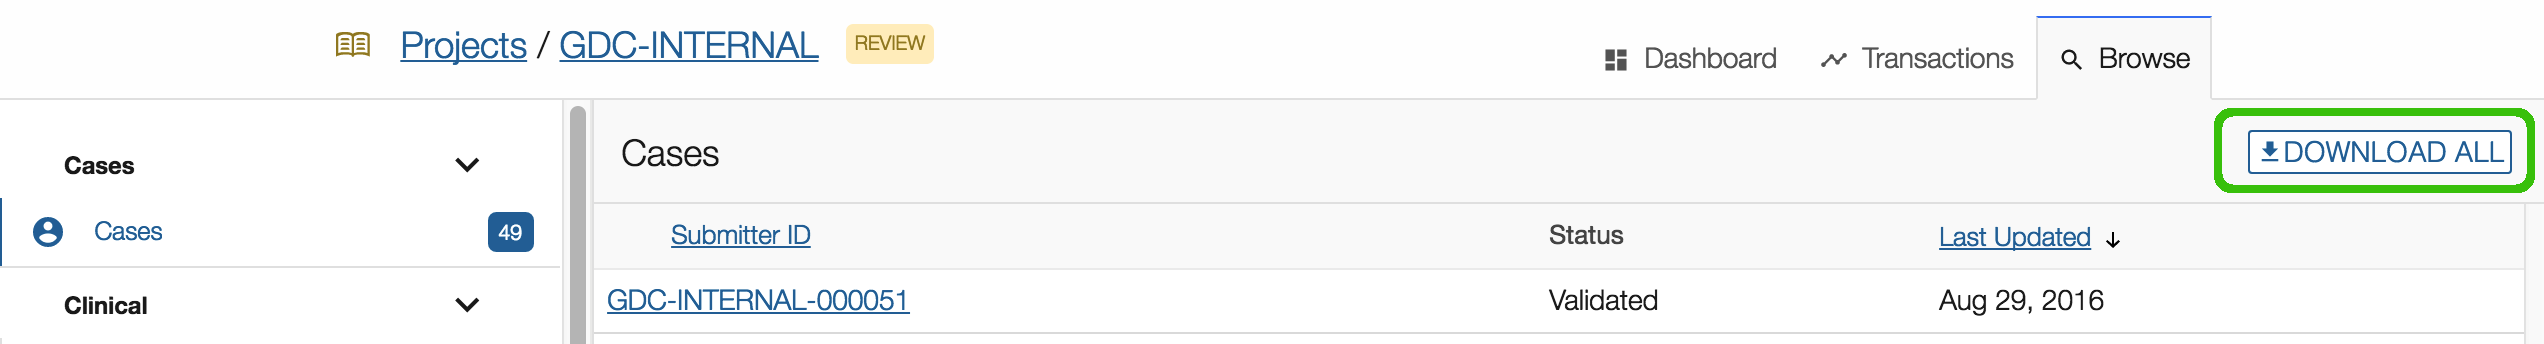 Projects / GDC-INTERNAL REVIEW
Dashboard Transactions Browse
Cases
Cases 49
Clinical
Cases DOWNLOAD ALL
Submitter ID Status Last Updated
GDC-INTERNAL-000051 Validated Aug 29, 2016